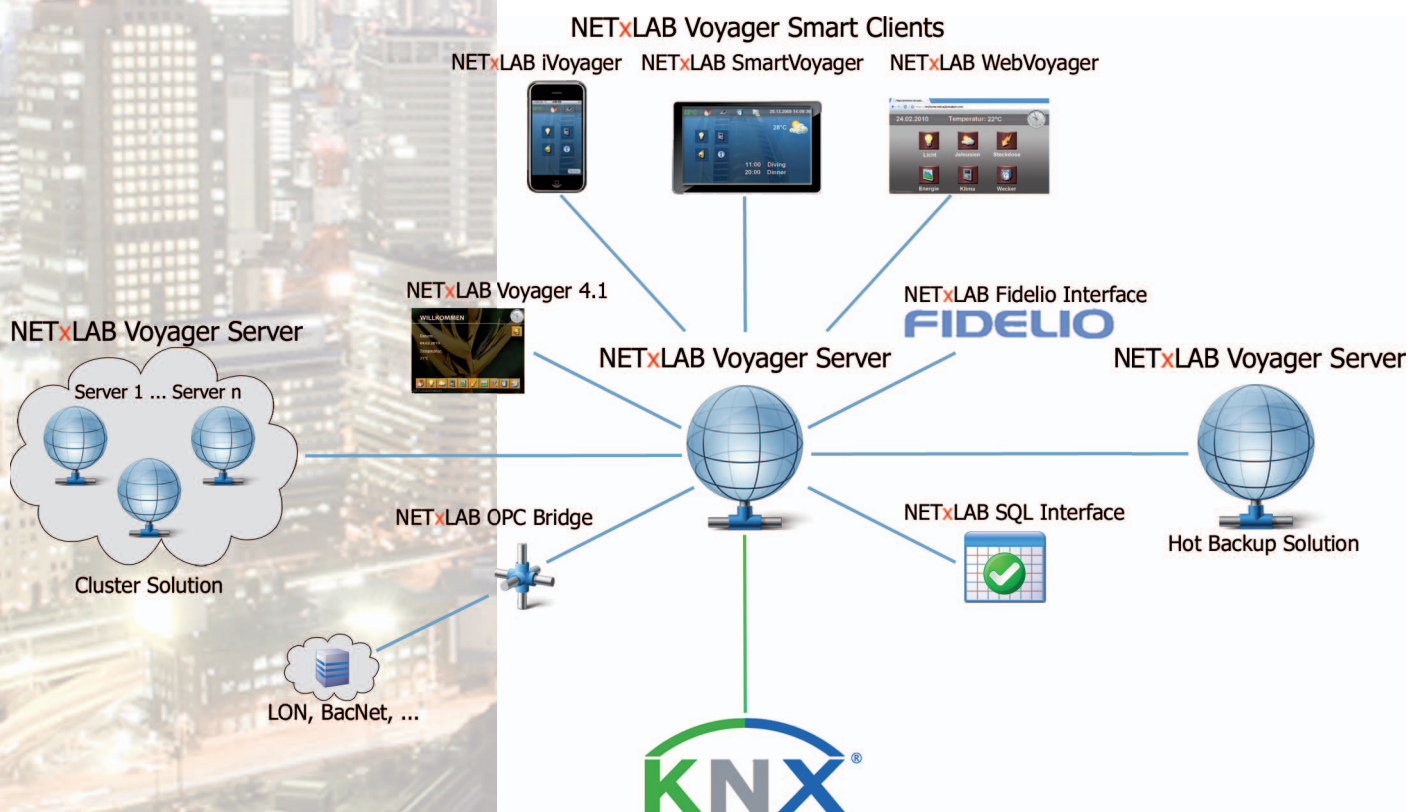 NETxLAB Voyager Smart Clients
NETxLAB iVoyager
NETxLAB SmartVoyager
NETxLAB WebVoyager
28°C
11:00 Diving
20:00 Dinner
24.02.2010 Temperatur: 22°C
Licht Jalousien Steckdose
Energie Klima Wecker
NETxLAB Voyager 4.1
WILLKOMMEN
NETxLAB Fidelio Interface
FIDELIO
NETxLAB Voyager Server
Server 1 ... Server n
Cluster Solution
NETxLAB Voyager Server
NETxLAB Voyager Server
Hot Backup Solution
NETxLAB OPC Bridge
NETxLAB SQL Interface
LON, BacNet, ...
KNX®